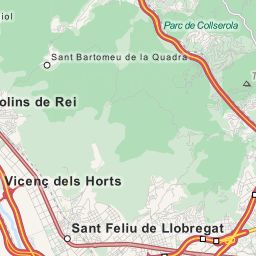 Parc de Collserola
Sant Bartomeu de la Quadra
olins de Rei
Vicenç dels Horts
Sant Feliu de Llobregat